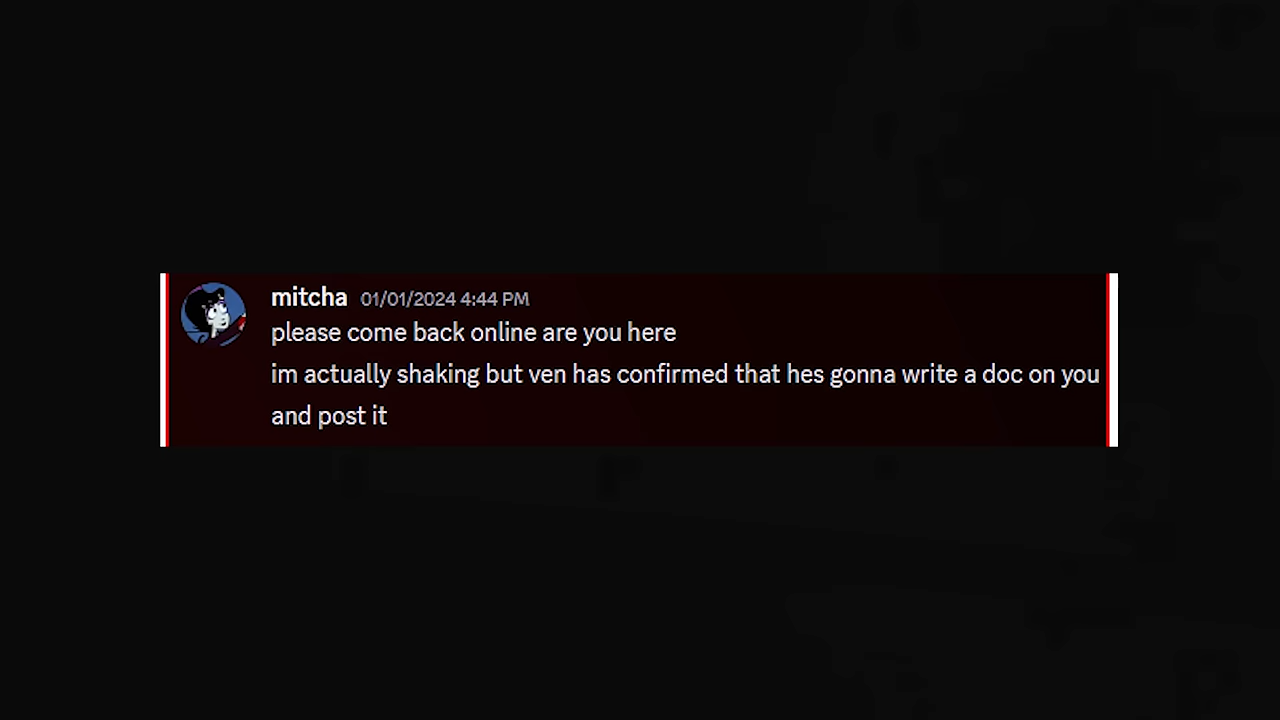 mitcha 01/01/2024 4:44 PM
please come back online are you here
im actually shaking but ven has confirmed that hes gonna write a doc on you
and post it